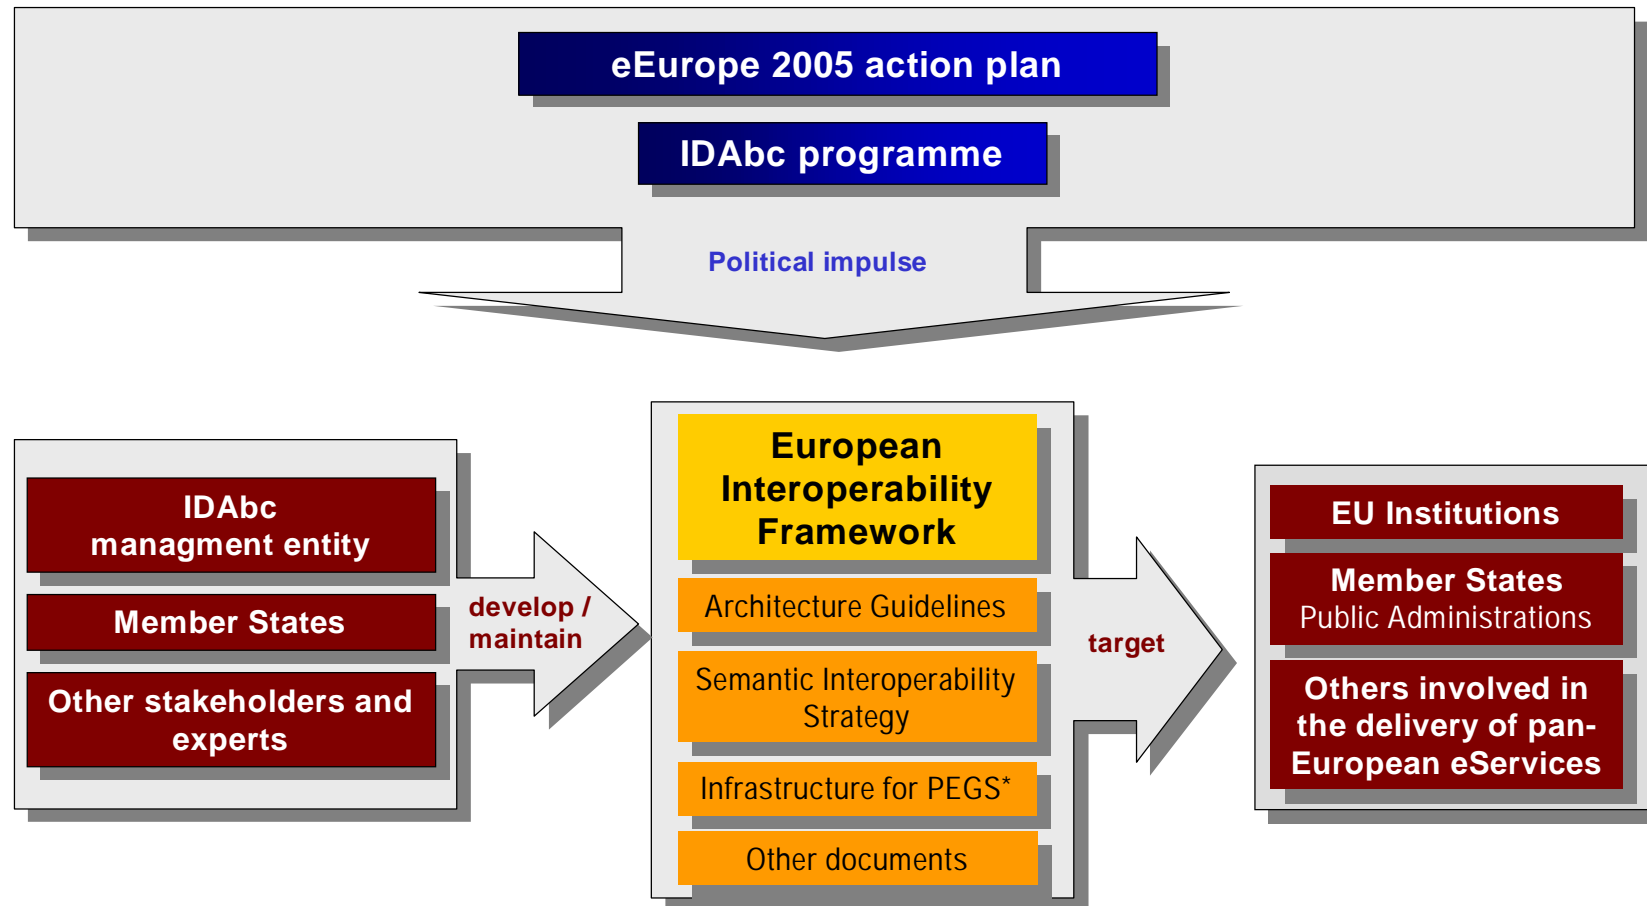 eEurope 2005 action plan
IDAbc programme
Political impulse
IDAbc
managment entity
Member States
Other stakeholders and
experts
develop /
maintain
European
Interoperability
Framework
Architecture Guidelines
Semantic Interoperability
Strategy
Infrastructure for PEGS*
Other documents
target
EU Institutions
Member States
Public Administrations
Others involved in
the delivery of pan-
European eServices